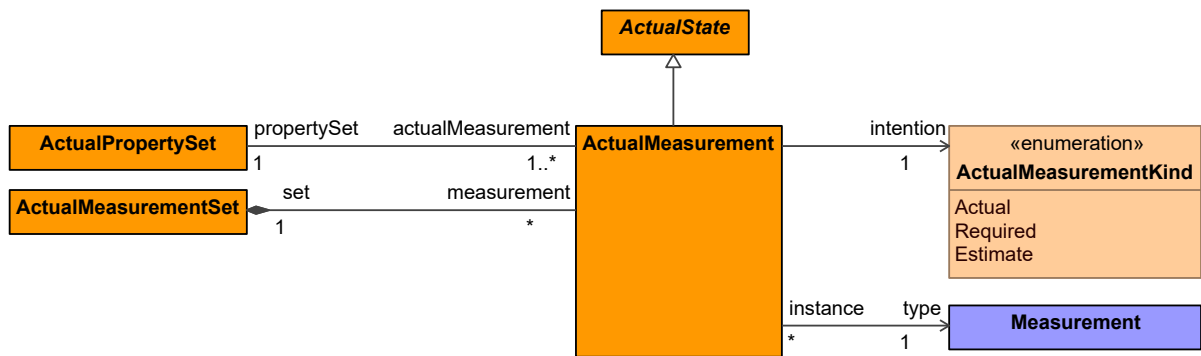 ActualState
propertySet
actualMeasurement
intention
ActualPropertySet
1
1..*
ActualMeasurement
1
«enumeration»
ActualMeasurementKind
Actual
Required
Estimate
ActualMeasurementSet
set
measurement
1
*
instance
type
*
1
Measurement